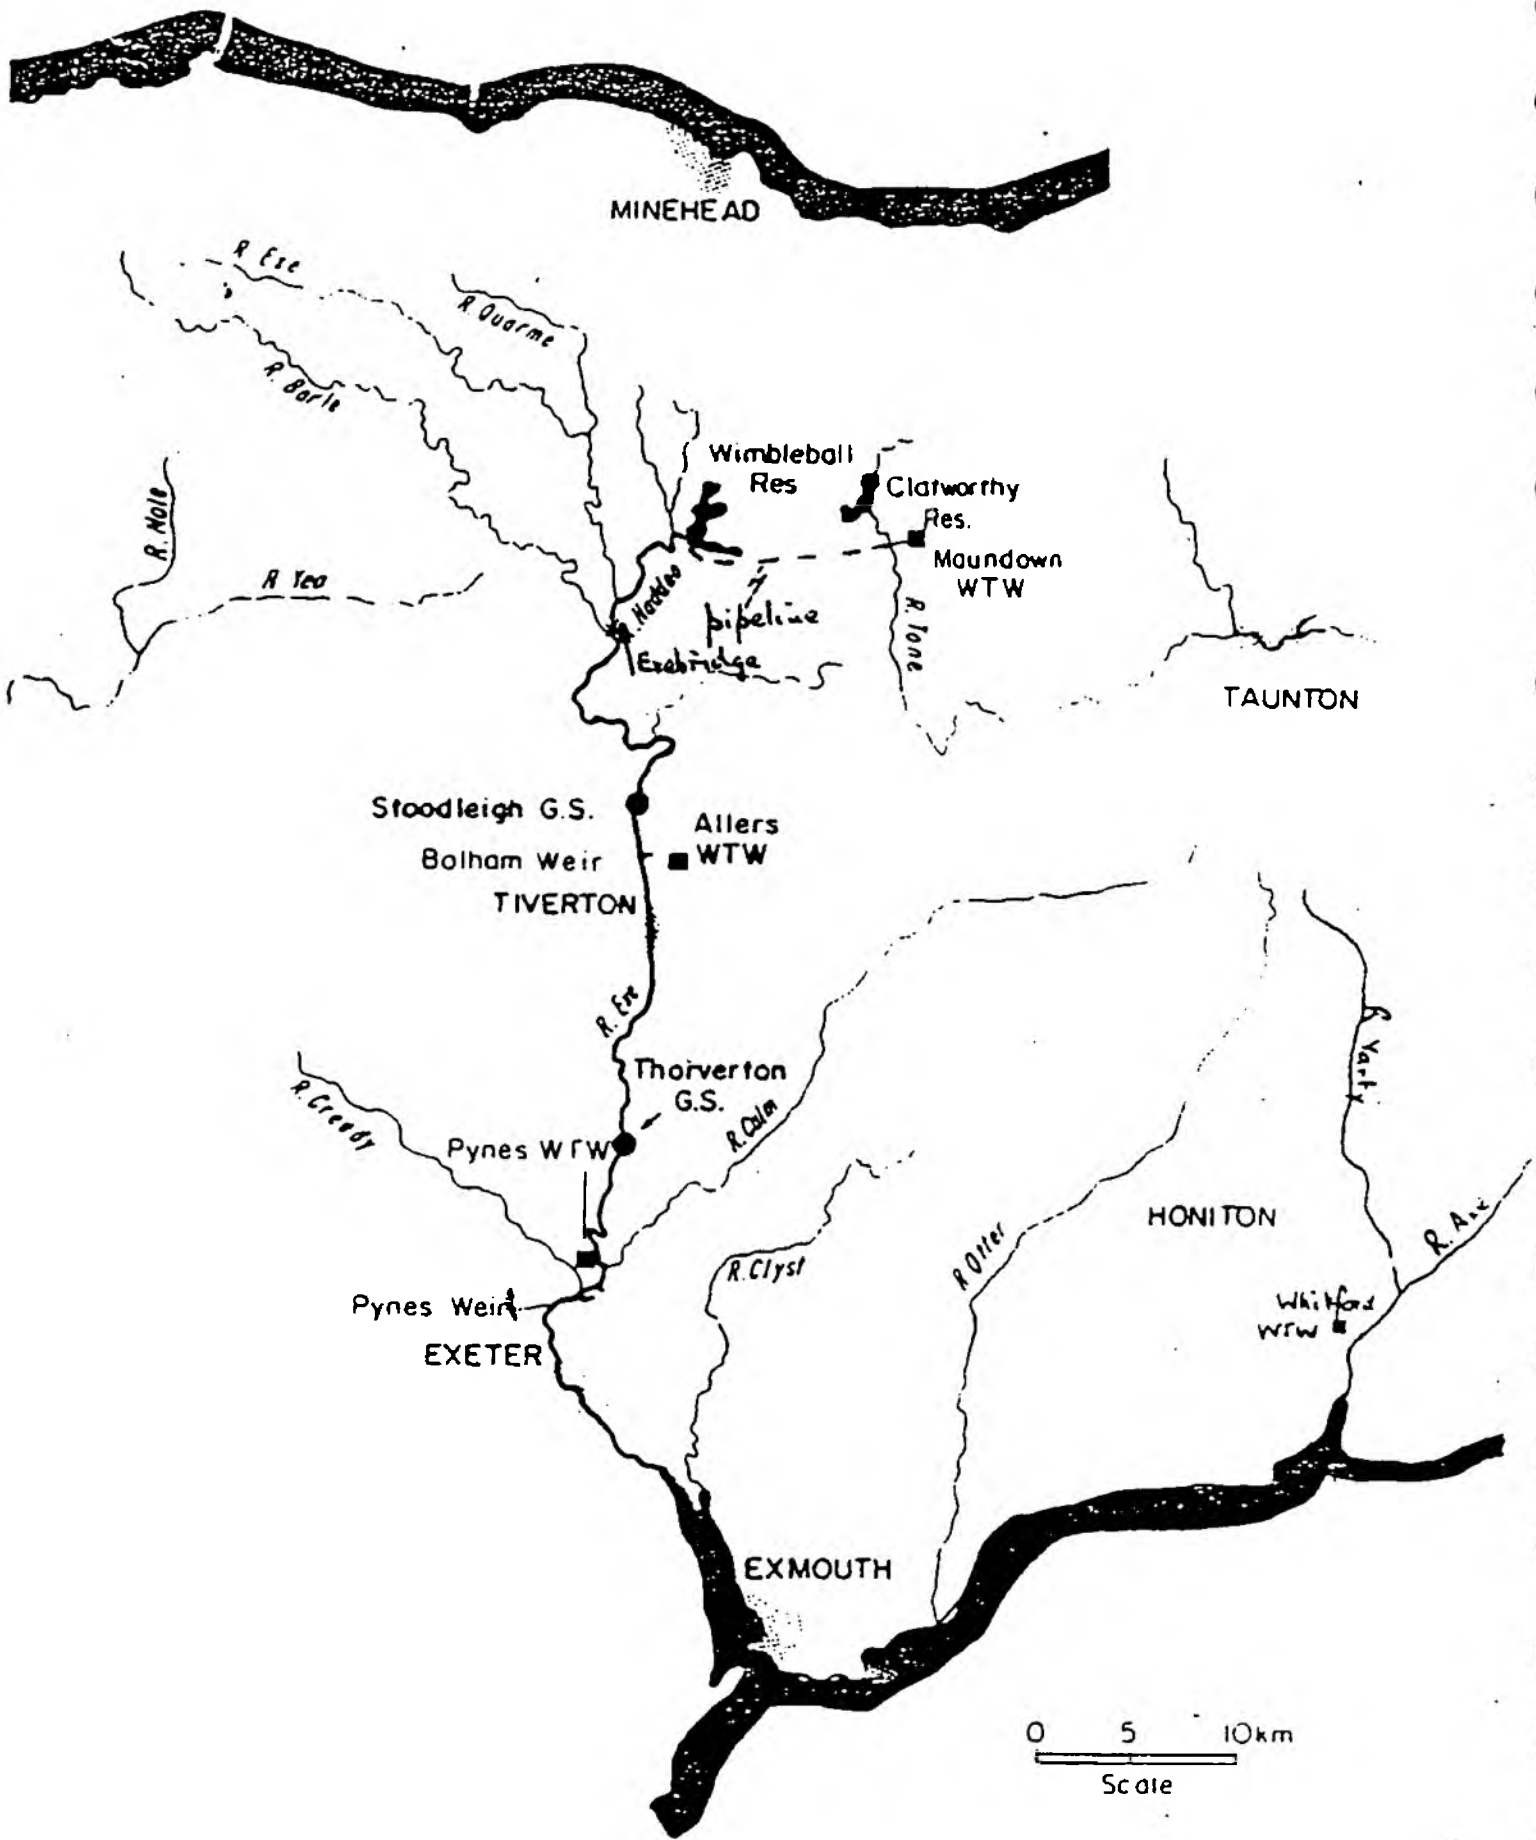 MINEHEAD
R Exe
R. Quarme
R. Barle
Wimbleball
Res
Clatworthy
Res.
R. Mole
Maundown
WTW
R Yeo
R. Haddeo
pipeline
R. Tone
Exebridge
TAUNTON
Stoodleigh G.S.
Allers
WTW
Bolham Weir
TIVERTON
R. Exe
Thorverton
G.S.
R. Creedy
R. Culm
Yarty
Pynes WTW
HONITON
R. Axe
R. Clyst
R Otter
Pynes Weir
Whitford
WTW
EXETER
EXMOUTH
0 5 10km
Scale